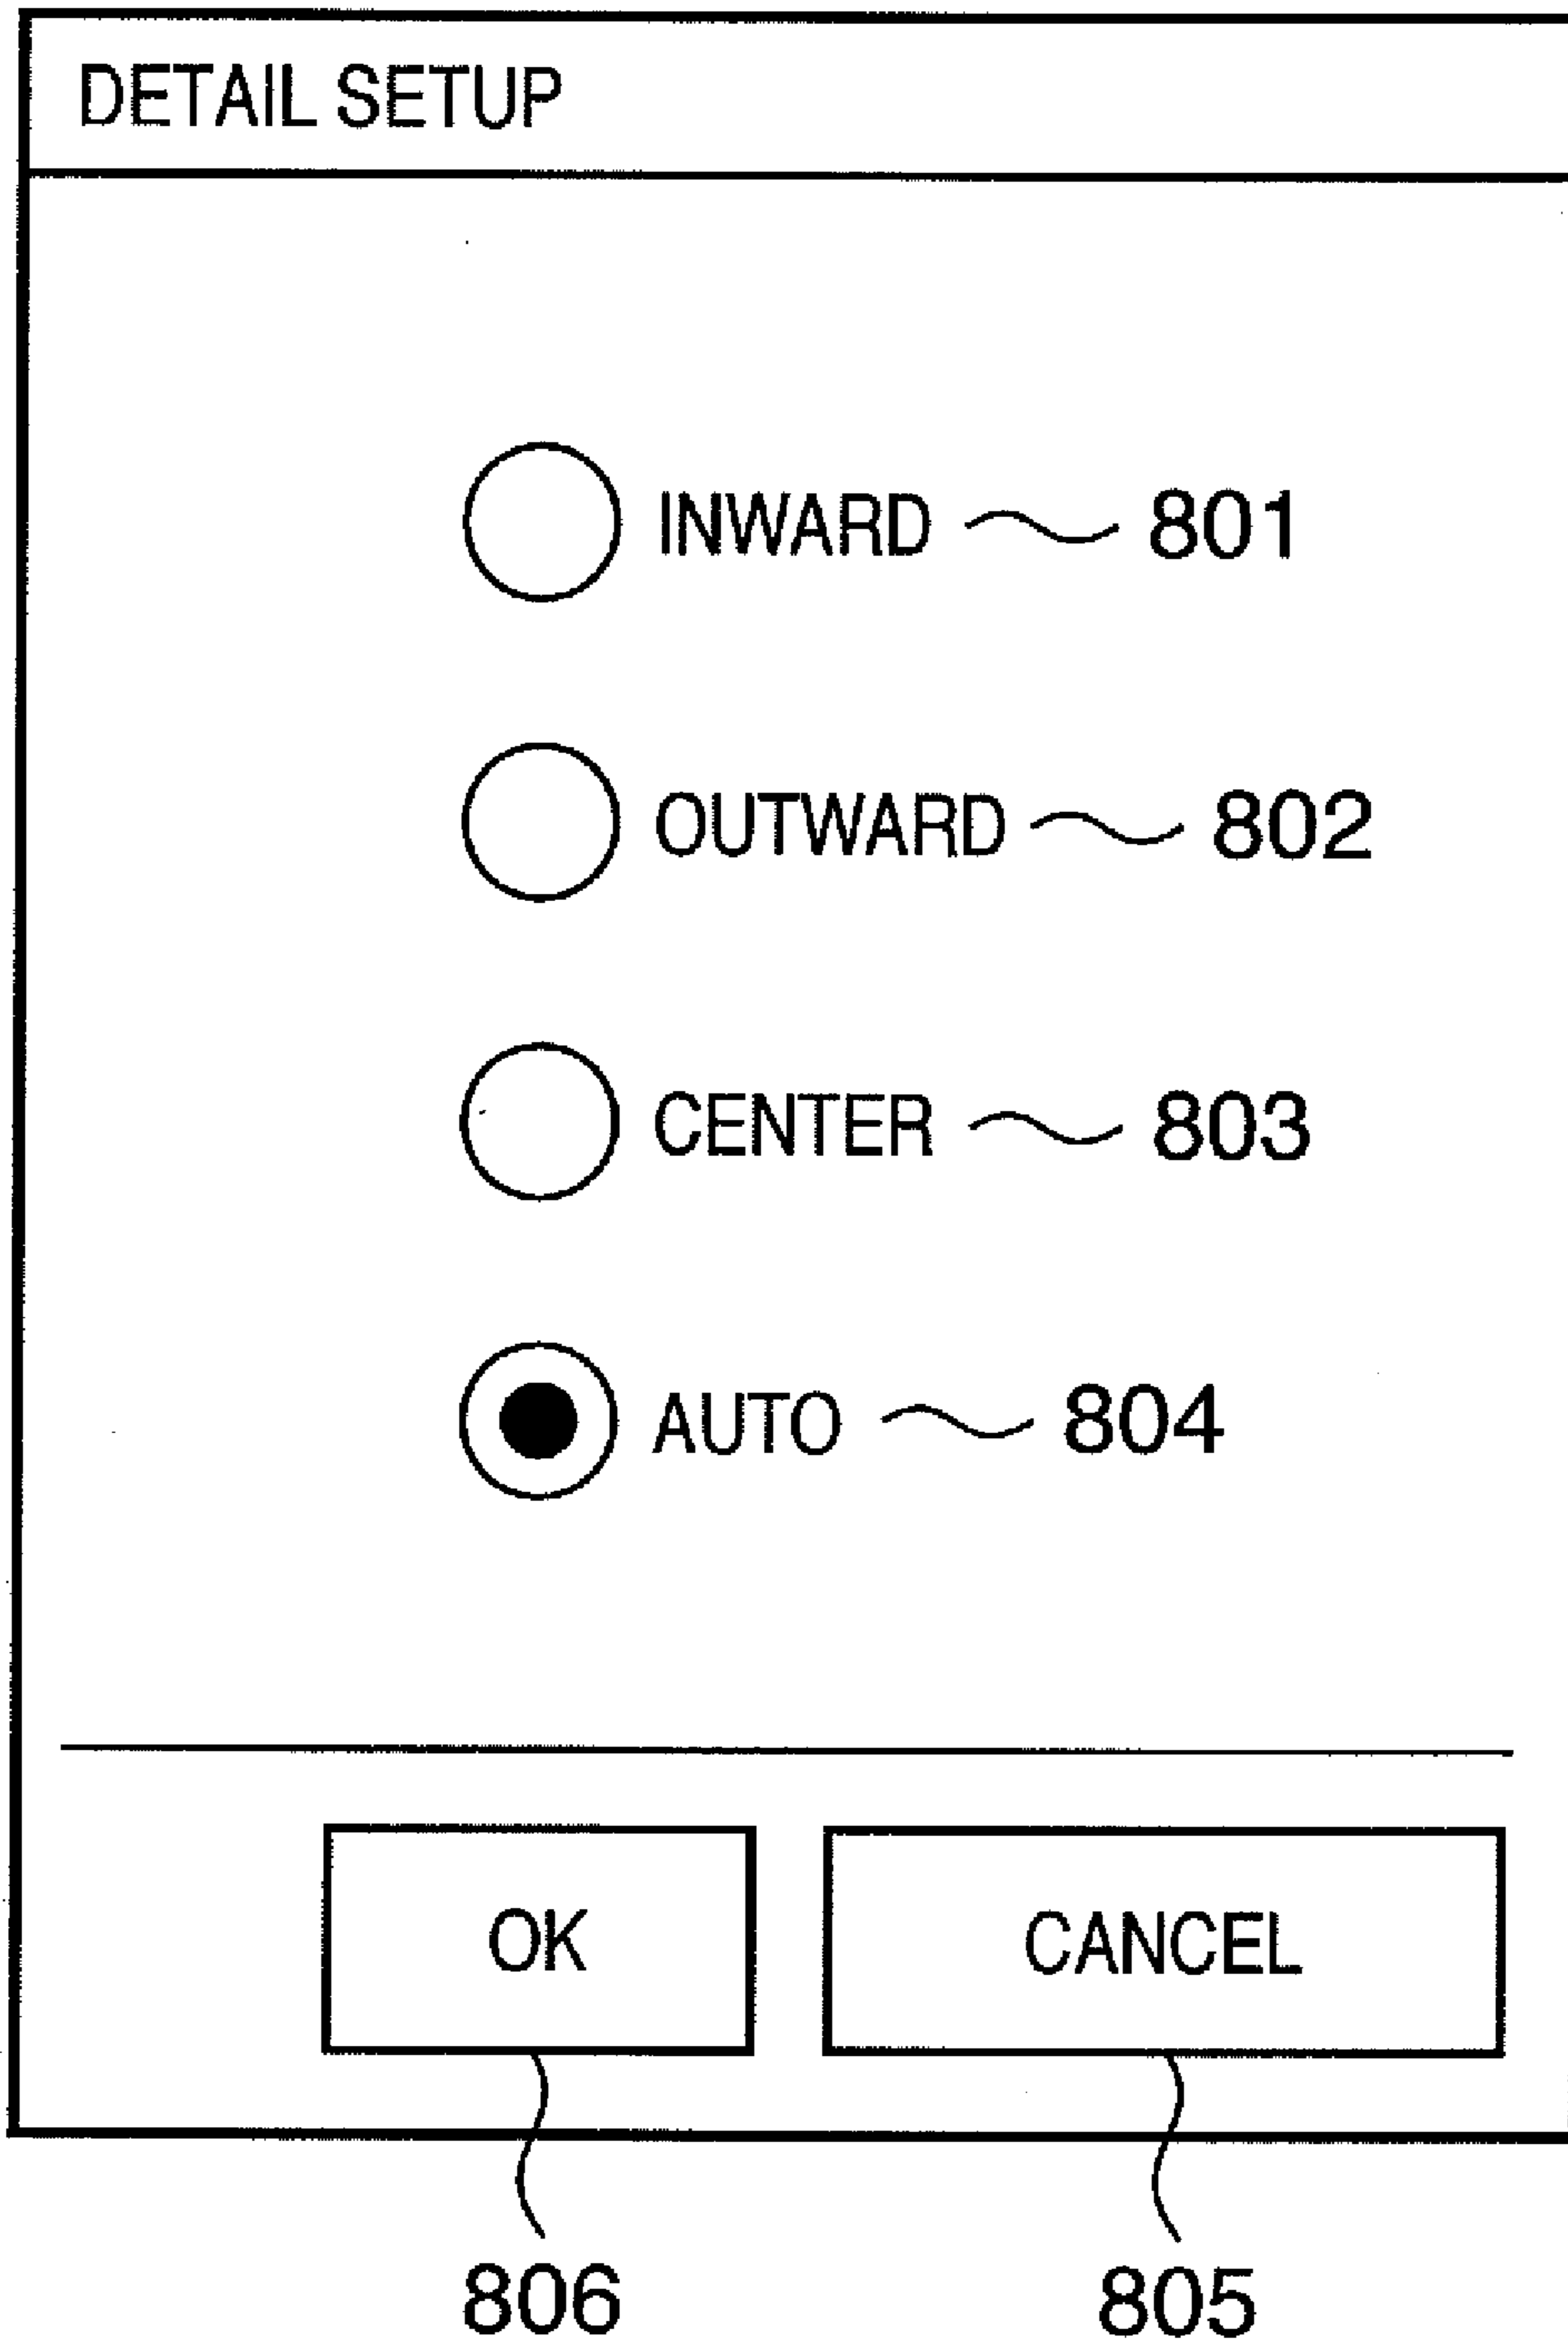 DETAIL SETUP
INWARD 801
OUTWARD 802
CENTER 803
AUTO 804
OK CANCEL
806 805